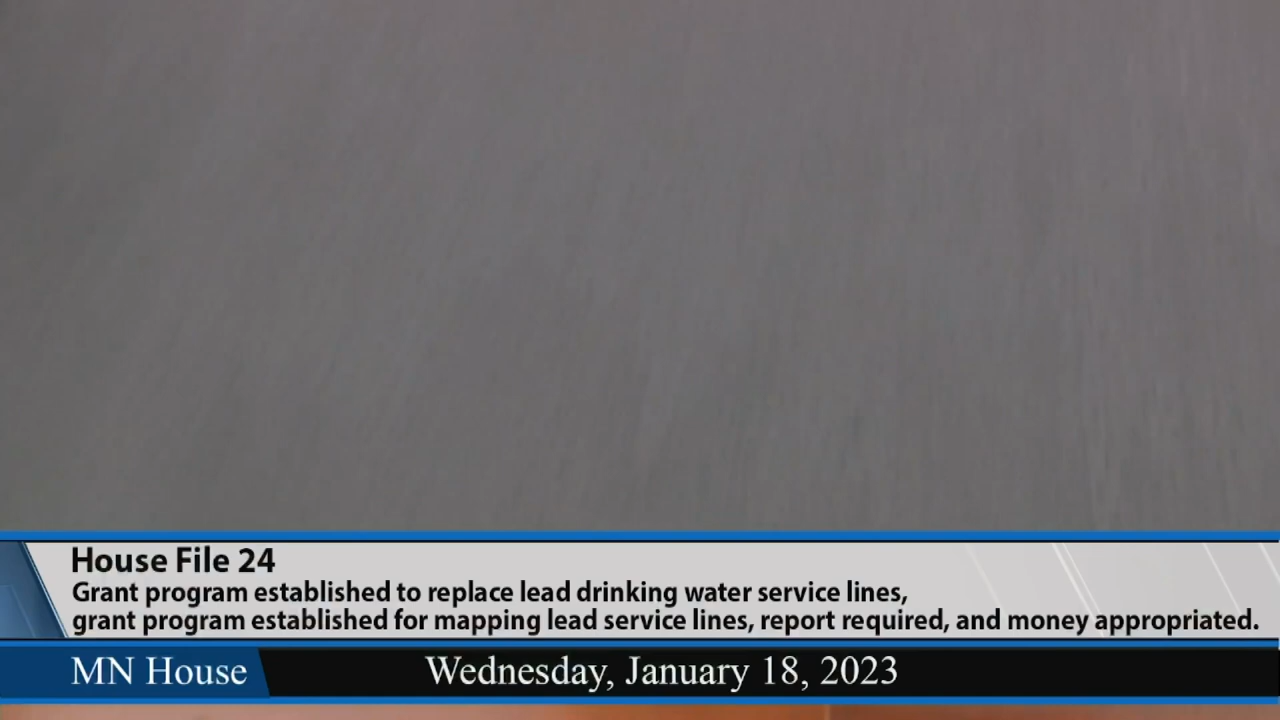 House File 24
Grant program established to replace lead drinking water service lines,
grant program established for mapping lead service lines, report required, and money appropriated.
MN House
Wednesday, January 18, 2023